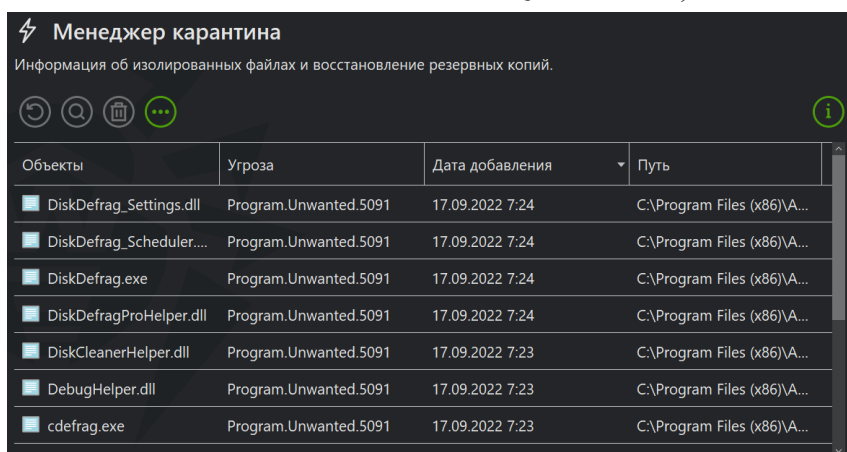 Менеджер карантина
Информация об изолированных файлах и восстановление резервных копий.
Объекты Угроза Дата добавления Путь
DiskDefrag_Settings.dll Program.Unwanted.5091 17.09.2022 7:24 C:\Program Files (x86)\A...
DiskDefrag_Scheduler.... Program.Unwanted.5091 17.09.2022 7:24 C:\Program Files (x86)\A...
DiskDefrag.exe Program.Unwanted.5091 17.09.2022 7:24 C:\Program Files (x86)\A...
DiskDefragProHelper.dll Program.Unwanted.5091 17.09.2022 7:24 C:\Program Files (x86)\A...
DiskCleanerHelper.dll Program.Unwanted.5091 17.09.2022 7:23 C:\Program Files (x86)\A...
DebugHelper.dll Program.Unwanted.5091 17.09.2022 7:23 C:\Program Files (x86)\A...
cdefrag.exe Program.Unwanted.5091 17.09.2022 7:23 C:\Program Files (x86)\A...